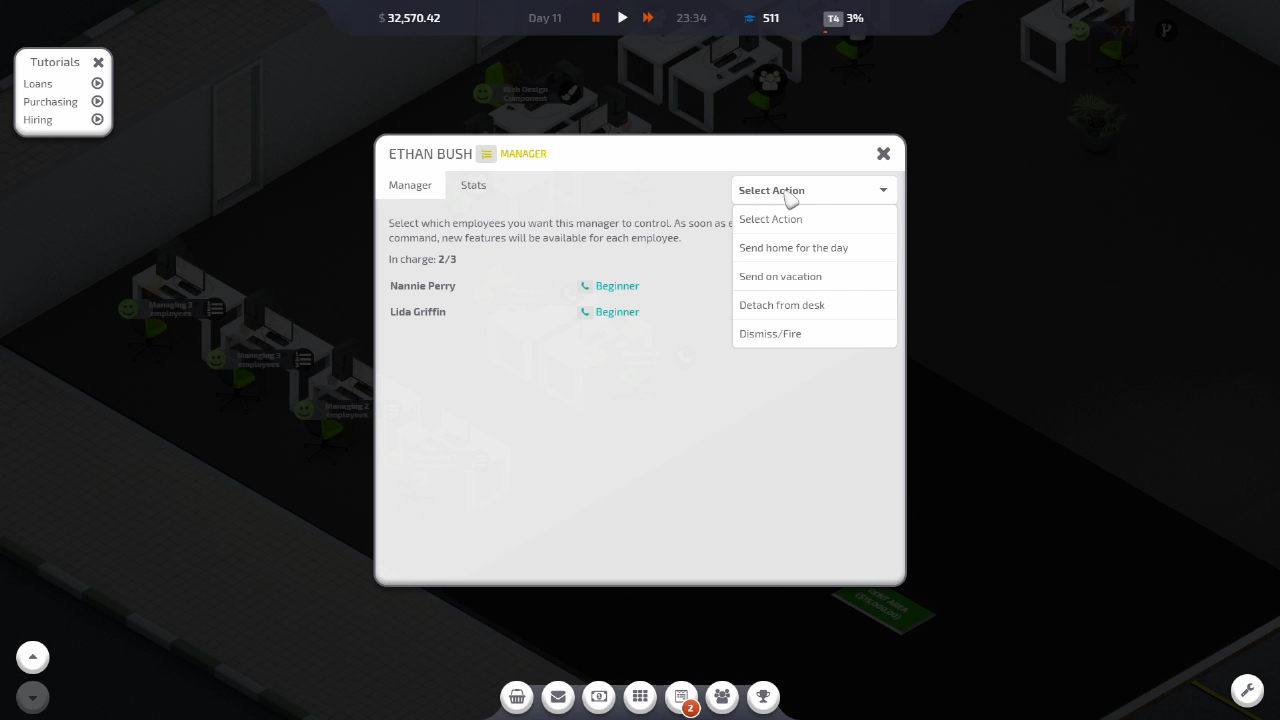 $ 32,570.42
Day 11
23:34
511
T4 3%
Tutorials
Loans
Purchasing
Hiring
Web Design
Component
ETHAN BUSH MANAGER
Manager
Stats
Select Action
Select which employees you want this manager to control. As soon as e
command, new features will be available for each employee.
In charge: 2/3
Nannie Perry Beginner
Lida Griffin Beginner
Select Action
Send home for the day
Send on vacation
Detach from desk
Dismiss/Fire
Managing 3
employees
Managing 3
employees
Managing 2
employees
RENT AREA
2